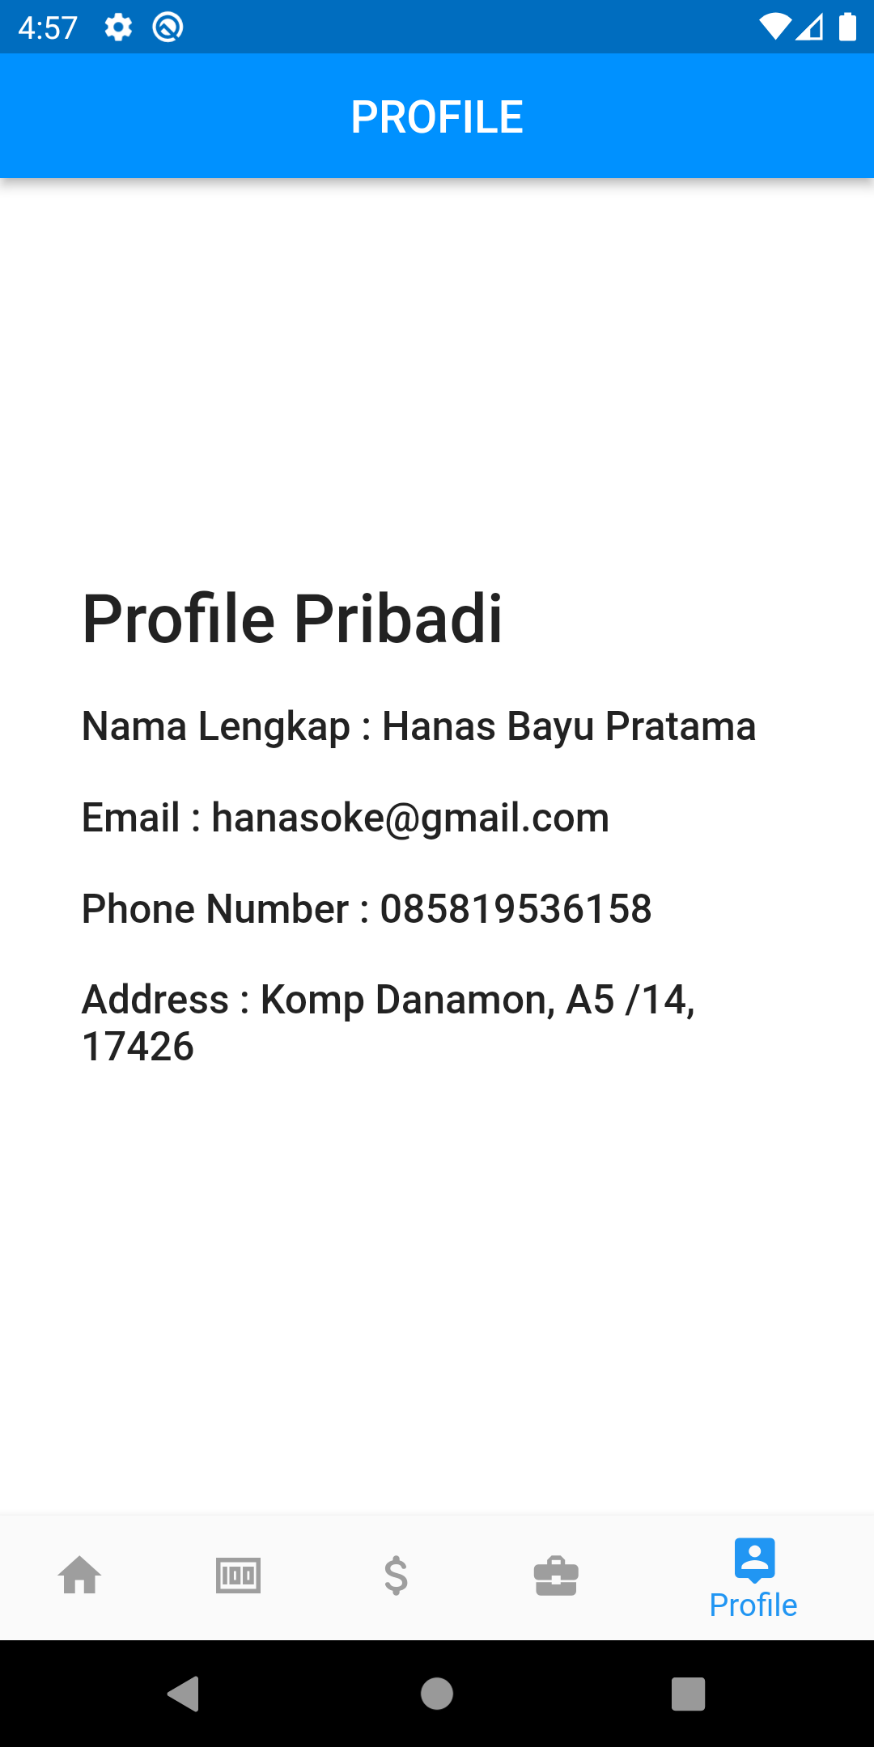 4:57
PROFILE
Profile Pribadi
Nama Lengkap : Hanas Bayu Pratama
Email : hanasoke@gmail.com
Phone Number : 085819536158
Address : Komp Danamon, A5 /14,
17426
100
$
Profile